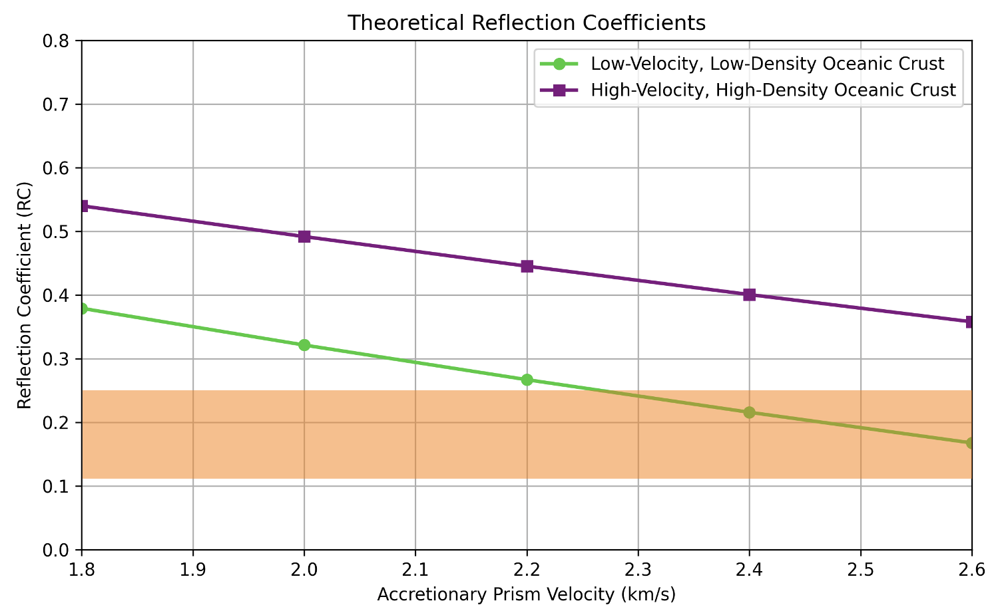 Theoretical Reflection Coefficients
Low-Velocity, Low-Density Oceanic Crust
High-Velocity, High-Density Oceanic Crust
Reflection Coefficient (RC)
0.8
0.7
0.6
0.5
0.4
0.3
0.2
0.1
0.0
1.8 1.9 2.0 2.1 2.2 2.3 2.4 2.5 2.6
Accretionary Prism Velocity (km/s)